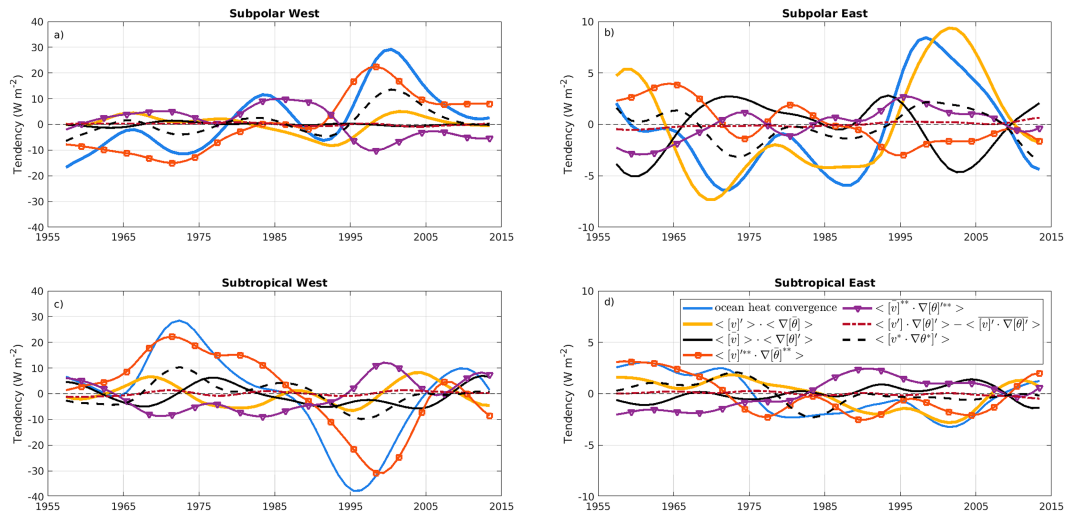 Subpolar West
a)
Tendency (W m⁻²)
40
30
20
10
0
-10
-20
-30
-40
1955 1965 1975 1985 1995 2005 2015
Subpolar East
b)
Tendency (W m⁻²)
10
5
0
-5
-10
1955 1965 1975 1985 1995 2005 2015
Subtropical West
c)
Tendency (W m⁻²)
40
30
20
10
0
-10
-20
-30
-40
1955 1965 1975 1985 1995 2005 2015
Subtropical East
d)
Tendency (W m⁻²)
10
5
0
-5
-10
ocean heat convergence
< [v]′ > · < ∇[θ̄] >
< [v̄] > · < ∇[θ]′ >
< [v]′** · ∇[θ̄]** >
< [v̄]** · ∇[θ]′** >
< [v′] · ∇[θ]′ > − < \overline{[v]′ · ∇[θ]′} >
< [v* · ∇θ*]′ >
1955 1965 1975 1985 1995 2005 2015